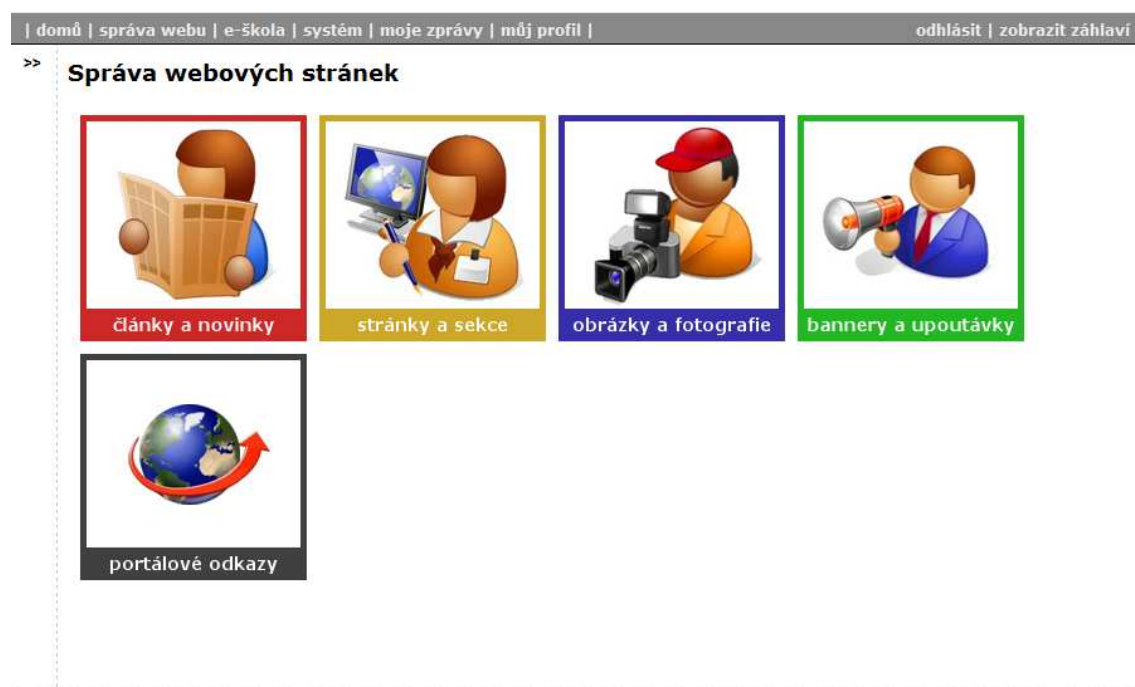 | domů | správa webu | e-škola | systém | moje zprávy | můj profil |
odhlásit | zobrazit záhlaví
>>
Správa webových stránek
články a novinky
stránky a sekce
obrázky a fotografie
bannery a upoutávky
portálové odkazy